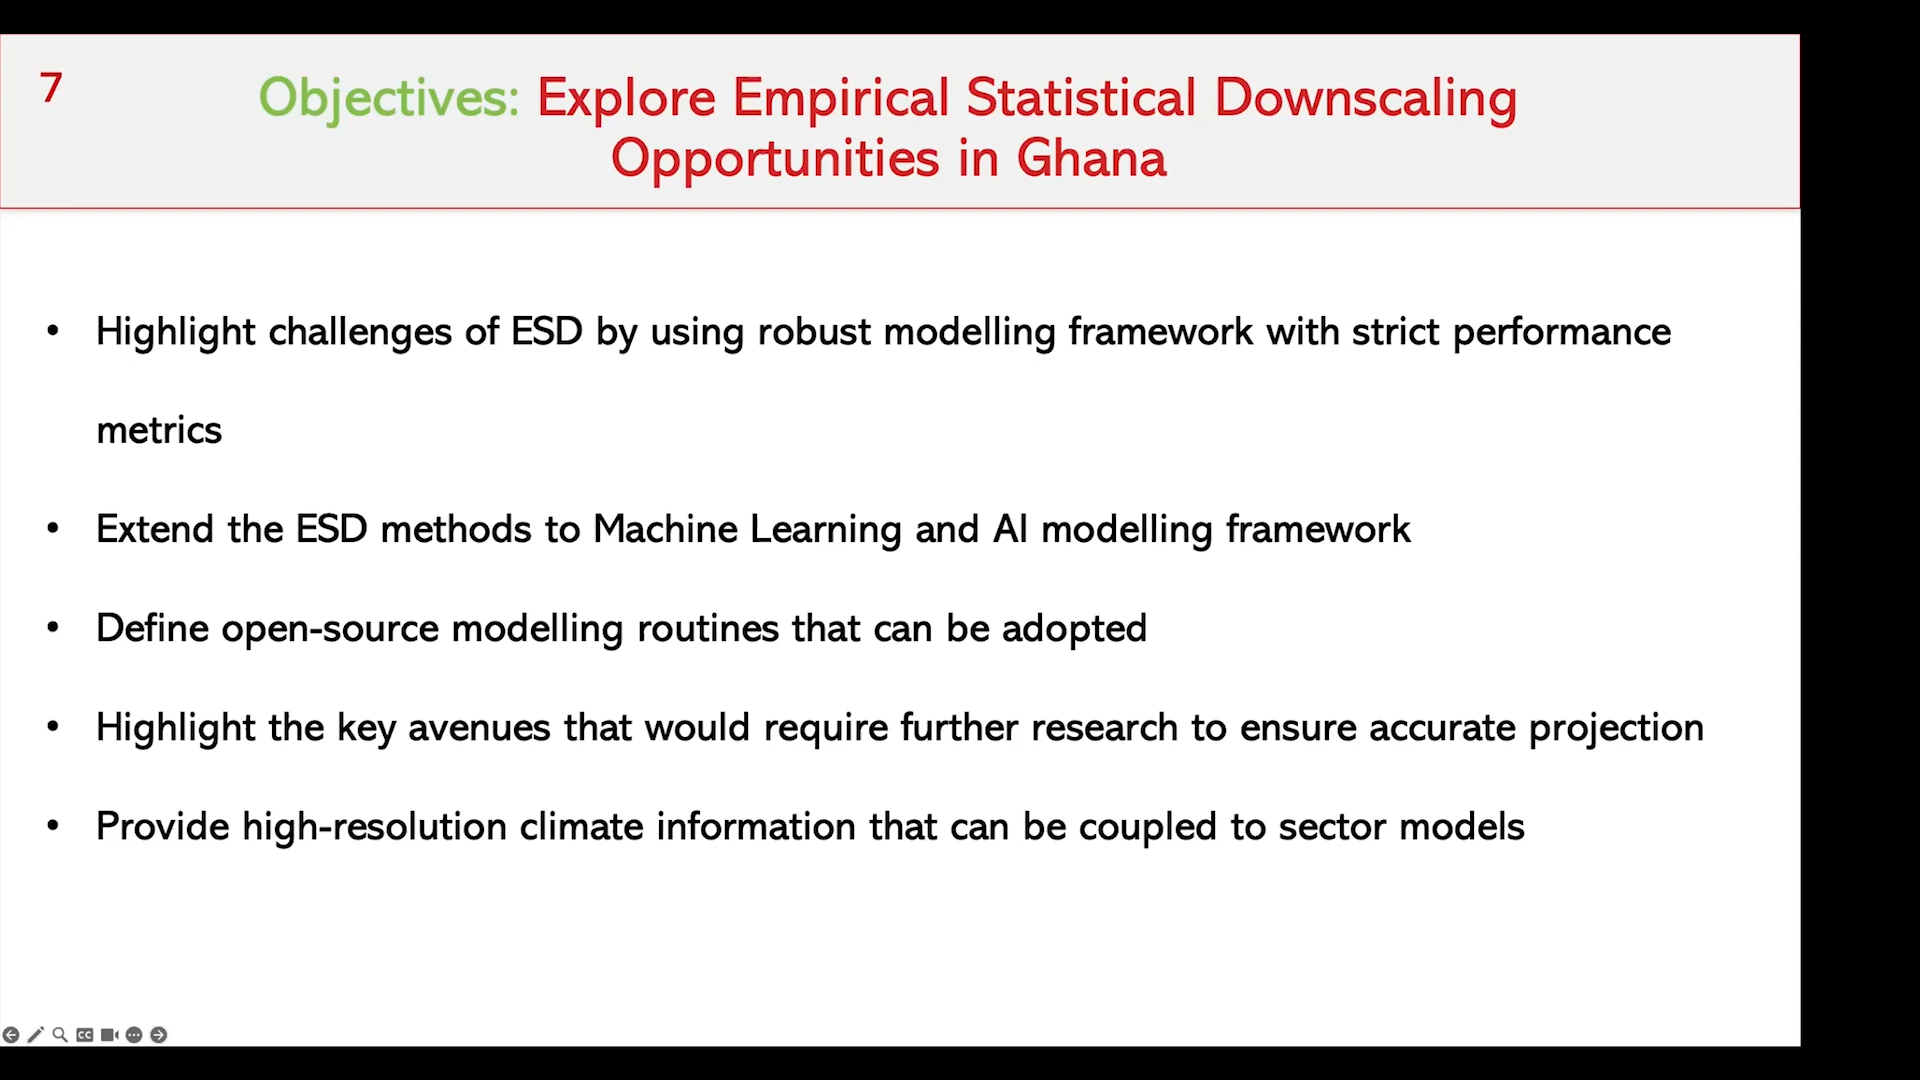 7
Objectives: Explore Empirical Statistical Downscaling
Opportunities in Ghana
• Highlight challenges of ESD by using robust modelling framework with strict performance
metrics
• Extend the ESD methods to Machine Learning and AI modelling framework
• Define open-source modelling routines that can be adopted
• Highlight the key avenues that would require further research to ensure accurate projection
• Provide high-resolution climate information that can be coupled to sector models
CC